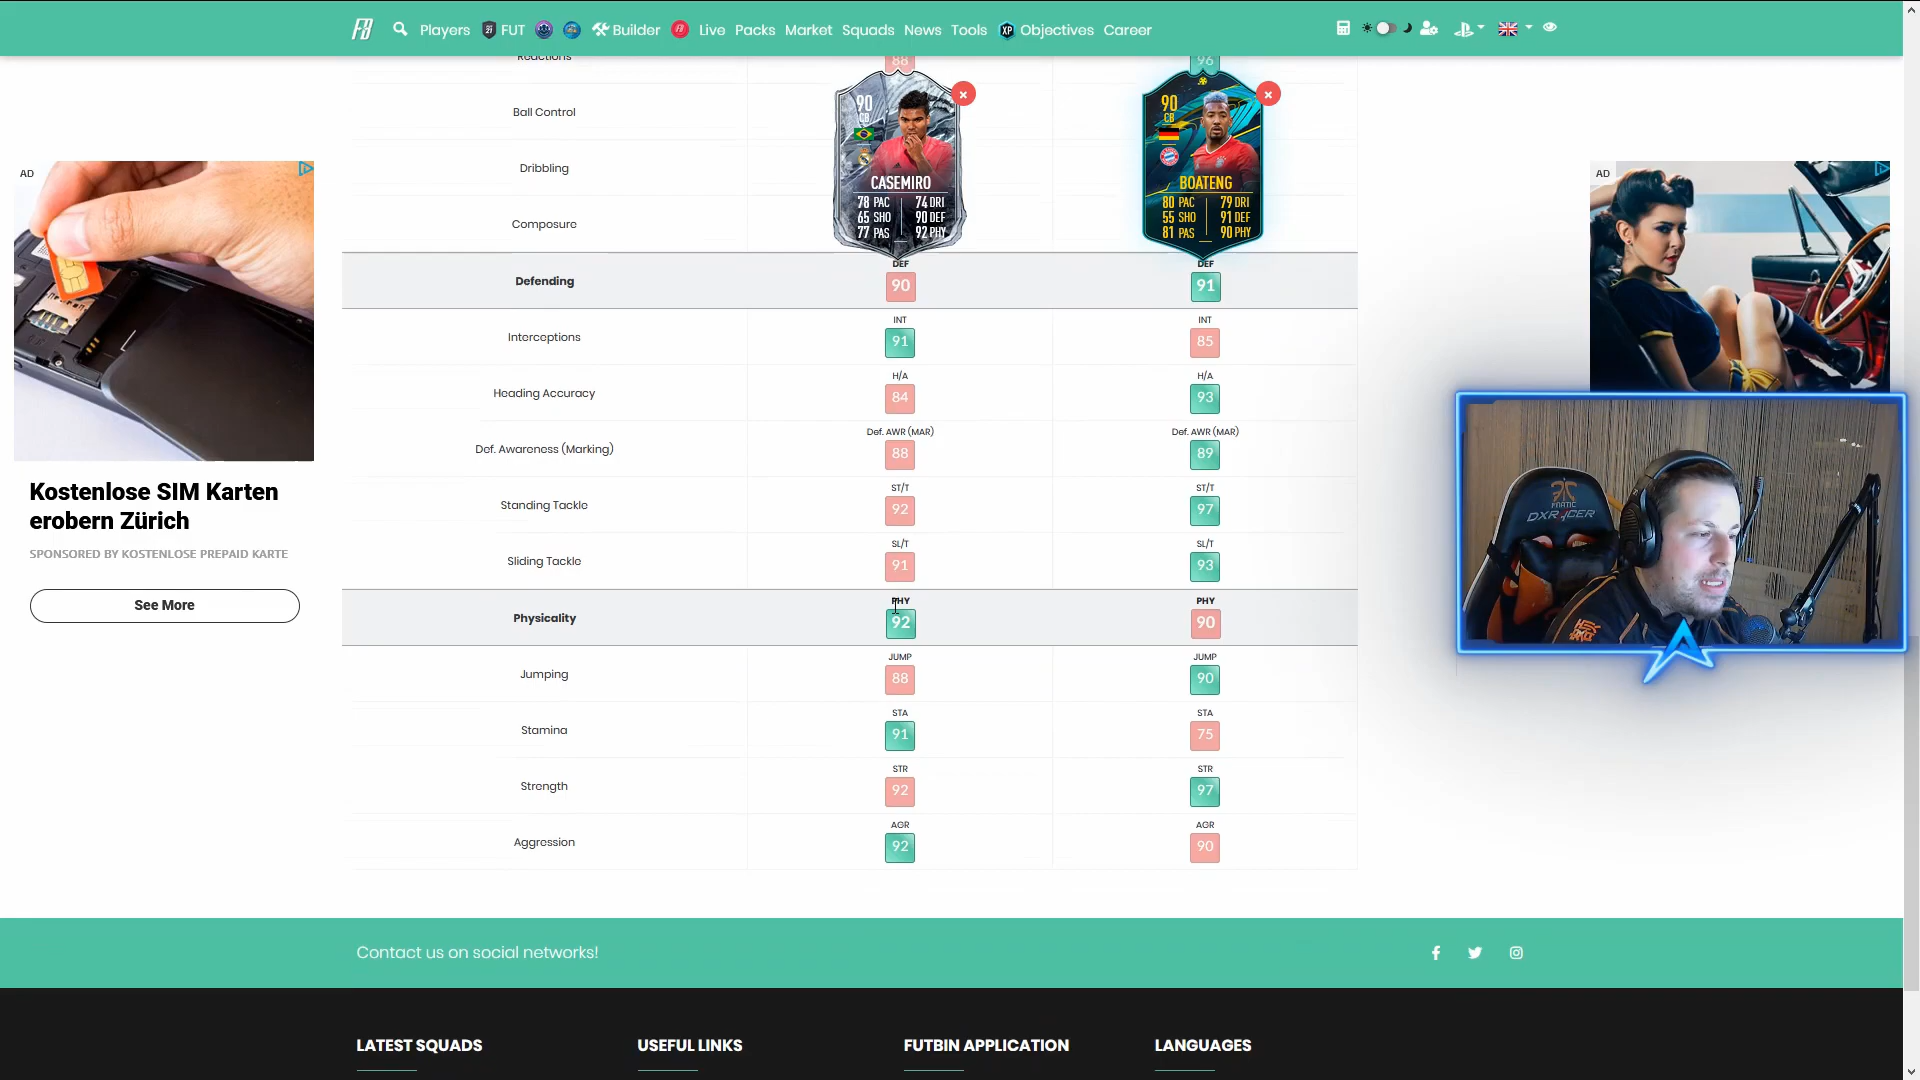 Players FUT Builder Live Packs Market Squads News Tools XP Objectives Career
Reactions 88 96
Ball Control
Dribbling
Composure
90
CB
CASEMIRO
78 PAC 74 DRI
65 SHO 90 DEF
77 PAS 92 PHY
90
CB
BOATENG
80 PAC 79 DRI
55 SHO 91 DEF
81 PAS 90 PHY
DEF DEF
Defending 90 91
INT INT
Interceptions 91 85
H/A H/A
Heading Accuracy 84 93
Def. AWR (MAR) Def. AWR (MAR)
Def. Awareness (Marking) 88 89
ST/T ST/T
Standing Tackle 92 97
SL/T SL/T
Sliding Tackle 91 93
PHY PHY
Physicality 92 90
JUMP JUMP
Jumping 88 90
STA STA
Stamina 91 75
STR STR
Strength 92 97
AGR AGR
Aggression 92 90
AD
Kostenlose SIM Karten
erobern Zürich
SPONSORED BY KOSTENLOSE PREPAID KARTE
See More
AD
FNATIC
DXRACER
Contact us on social networks!
LATEST SQUADS USEFUL LINKS FUTBIN APPLICATION LANGUAGES